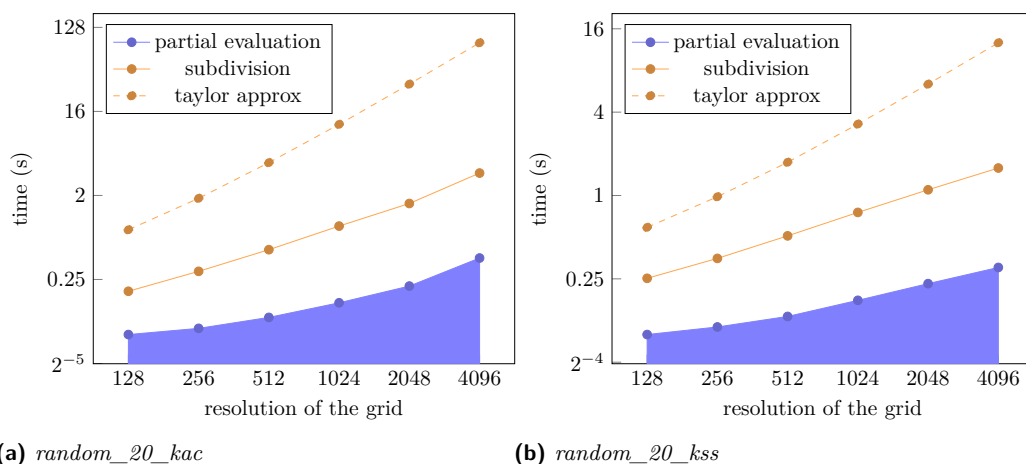 128
16
2
0.25
2⁻⁵
time (s)
partial evaluation
subdivision
taylor approx
128 256 512 1024 2048 4096
resolution of the grid
(a) random_20_kac
16
4
1
0.25
2⁻⁴
time (s)
partial evaluation
subdivision
taylor approx
128 256 512 1024 2048 4096
resolution of the grid
(b) random_20_kss